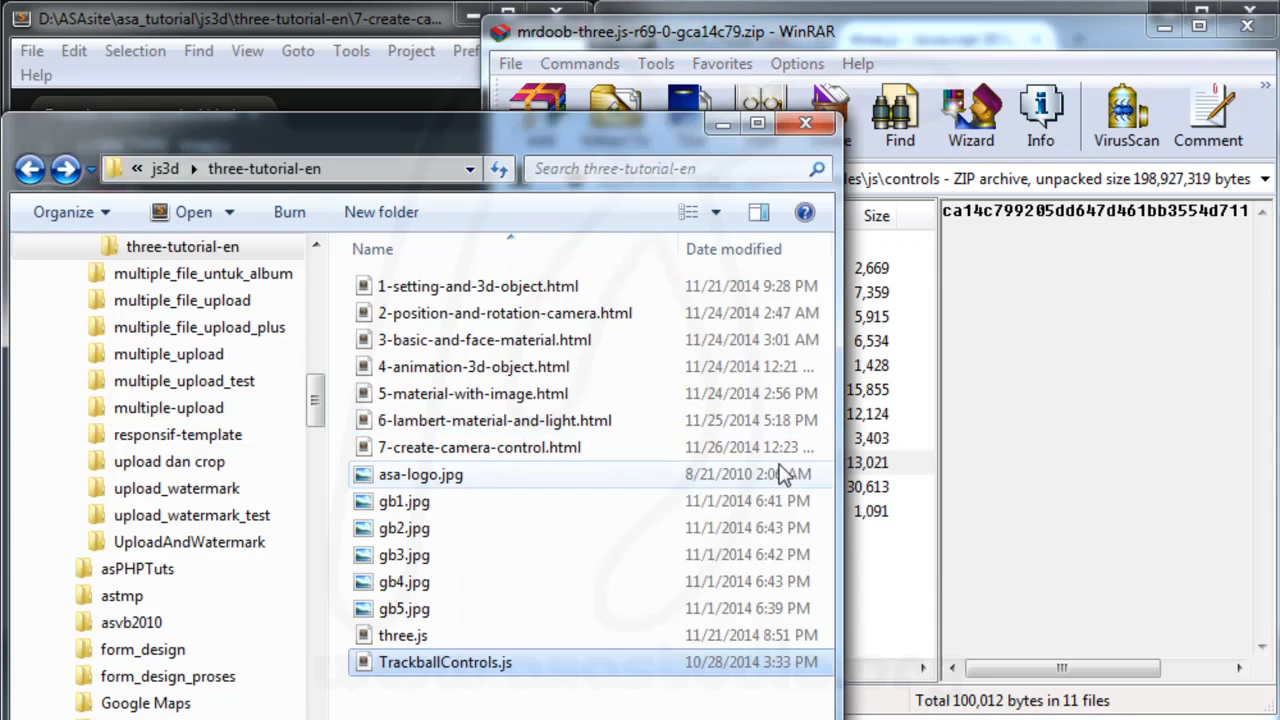 D:\ASAsite\asa_tutorial\js3d\three-tutorial-en\7-create-ca...
File Edit Selection Find View Goto Tools Project Pref
Help
mrdoob-three.js-r69-0-gca14c79.zip - WinRAR
File Commands Tools Favorites Options Help
Find Wizard Info VirusScan Comment
les\js\controls - ZIP archive, unpacked size 198,927,319 bytes
Size
ca14c799205dd647d461bb3554d711
2,669
7,359
5,915
6,534
1,428
15,855
12,124
3,403
13,021
30,613
1,091
Total 100,012 bytes in 11 files
« js3d three-tutorial-en
Search three-tutorial-en
Organize Open Burn New folder
three-tutorial-en
multiple_file_untuk_album
multiple_file_upload
multiple_file_upload_plus
multiple_upload
multiple_upload_test
multiple-upload
responsif-template
upload dan crop
upload_watermark
upload_watermark_test
UploadAndWatermark
asPHPTuts
astmp
asvb2010
form_design
form_design_proses
Google Maps
Name Date modified
1-setting-and-3d-object.html 11/21/2014 9:28 PM
2-position-and-rotation-camera.html 11/24/2014 2:47 AM
3-basic-and-face-material.html 11/24/2014 3:01 AM
4-animation-3d-object.html 11/24/2014 12:21 ...
5-material-with-image.html 11/24/2014 2:56 PM
6-lambert-material-and-light.html 11/25/2014 5:18 PM
7-create-camera-control.html 11/26/2014 12:23 ...
asa-logo.jpg 8/21/2010 AM
gb1.jpg 11/1/2014 6:41 PM
gb2.jpg 11/1/2014 6:43 PM
gb3.jpg 11/1/2014 6:42 PM
gb4.jpg 11/1/2014 6:43 PM
gb5.jpg 11/1/2014 6:39 PM
three.js 11/21/2014 8:51 PM
TrackballControls.js 10/28/2014 3:33 PM